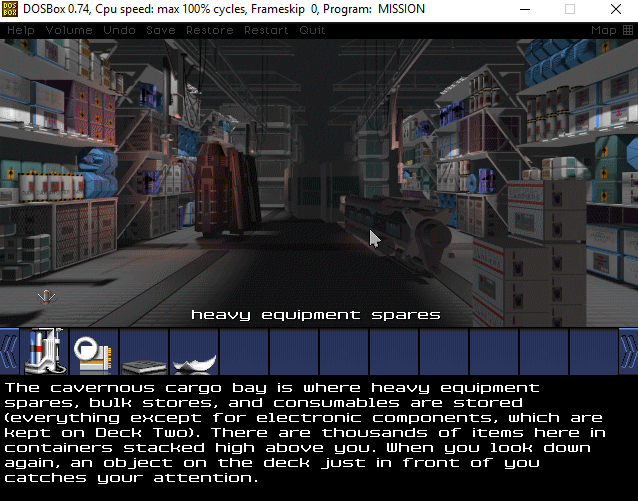 DOSBox 0.74, Cpu speed: max 100% cycles, Frameskip 0, Program: MISSION
Help Volume Undo Save Restore Restart Quit Map
heavy equipment spares
The cavernous cargo bay is where heavy equipment
spares, bulk stores, and consumables are stored
(everything except for electronic components, which are
kept on Deck Two). There are thousands of items here in
containers stacked high above you. When you look down
again, an object on the deck just in front of you
catches your attention.